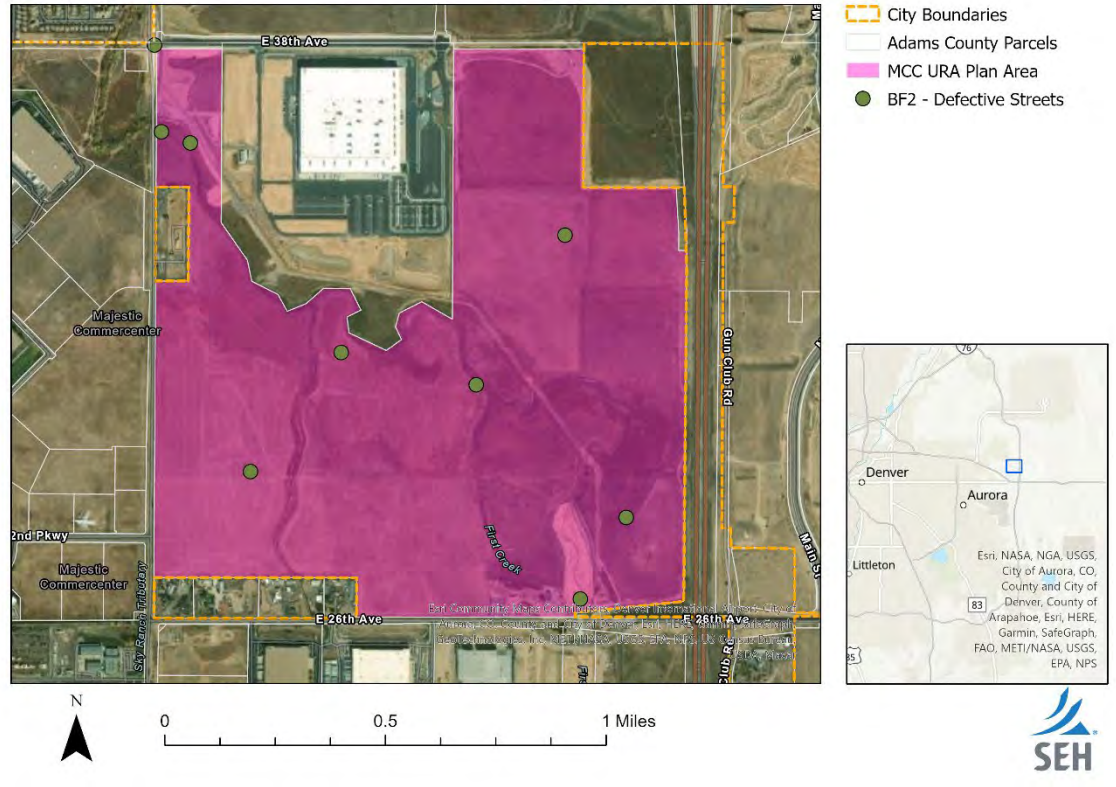 City Boundaries
Adams County Parcels
MCC URA Plan Area
BF2 - Defective Streets
E 38th Ave
Majestic
Commercenter
Gun Club Rd
2nd Pkwy
Majestic
Commercenter
Sky Ranch Tributary
First Creek
Main St
E 26th Ave
E 26th Ave
Club Rd
76
Denver
Aurora
Littleton
83
85
Esri, NASA, NGA, USGS,
City of Aurora, CO,
County and City of
Denver, County of
Arapahoe, Esri, HERE,
Garmin, SafeGraph,
FAO, METI/NASA, USGS,
EPA, NPS
N
0 0.5 1 Miles
SEH